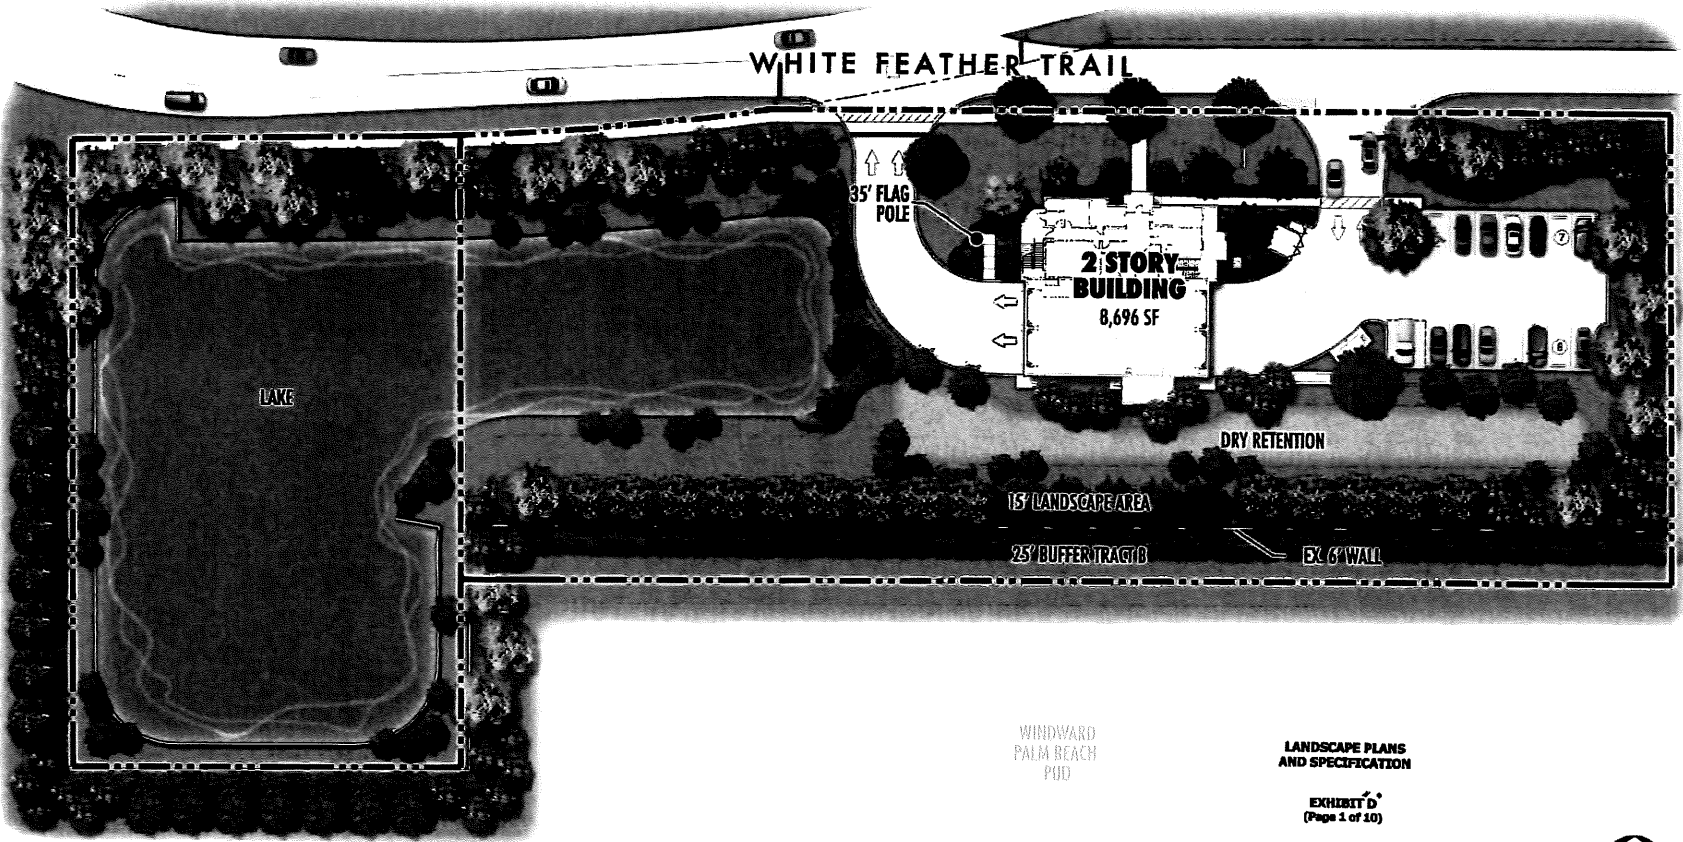 WHITE FEATHER TRAIL
35' FLAG
POLE
2 STORY
BUILDING
8,696 SF
7
6
LAKE
DRY RETENTION
15' LANDSCAPE AREA
25' BUFFER TRACT B
EX. 6' WALL
WINDWARD
PALM BEACH
PUD
LANDSCAPE PLANS
AND SPECIFICATION
EXHIBIT "D"
(Page 1 of 10)